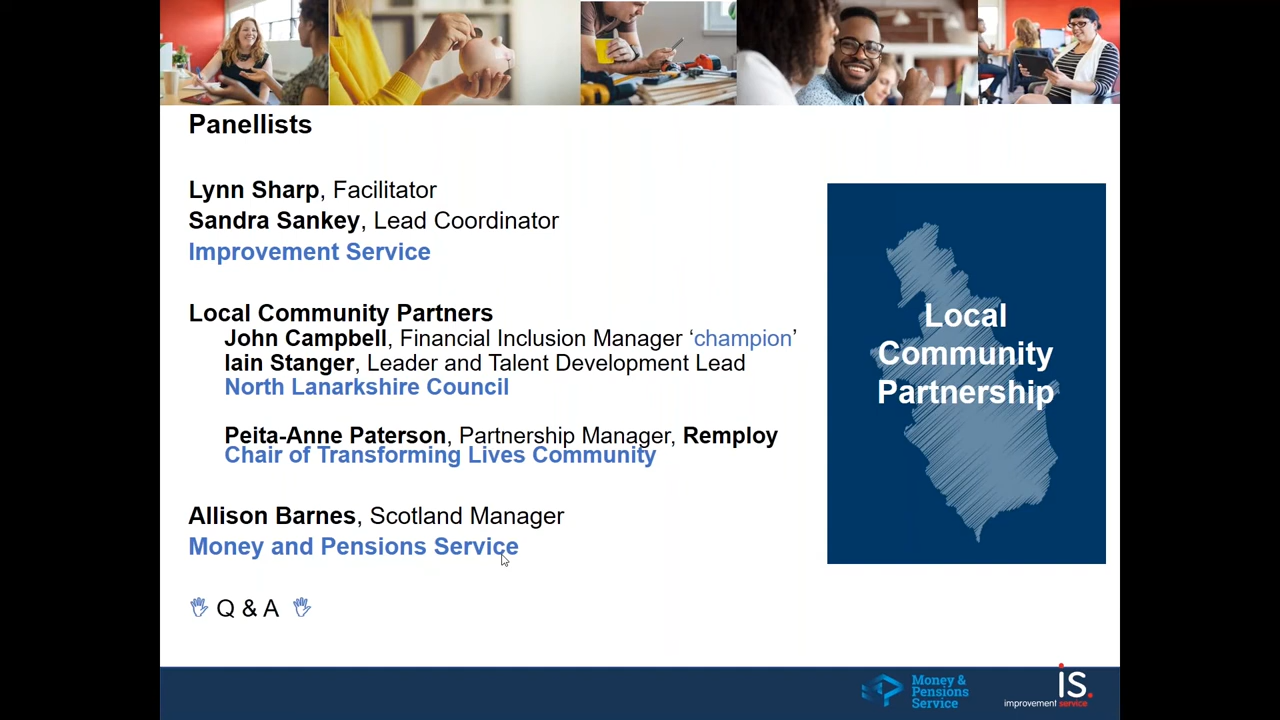 Panellists
Lynn Sharp, Facilitator
Sandra Sankey, Lead Coordinator
Improvement Service
Local Community Partners
John Campbell, Financial Inclusion Manager ‘champion’
Iain Stanger, Leader and Talent Development Lead
North Lanarkshire Council
Peita-Anne Paterson, Partnership Manager, Remploy
Chair of Transforming Lives Community
Allison Barnes, Scotland Manager
Money and Pensions Service
Q & A
Local
Community
Partnership
Money &
Pensions
Service
is.
improvement service